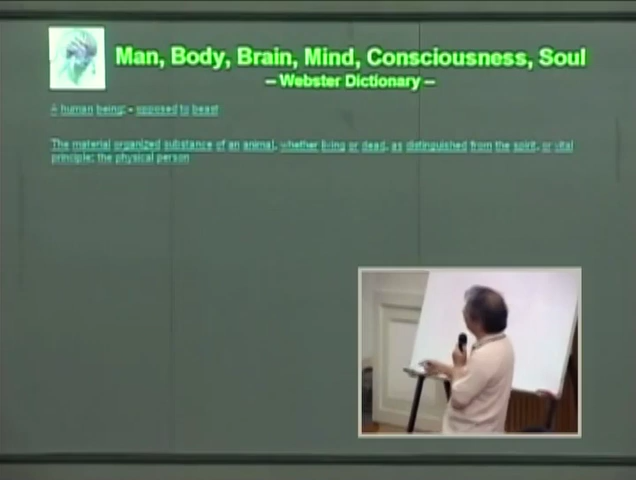 Man, Body, Brain, Mind, Consciousness, Soul
– Webster Dictionary –
A human being; - opposed to beast
The material organized substance of an animal, whether living or dead, as distinguished from the spirit, or vital
principle; the physical person